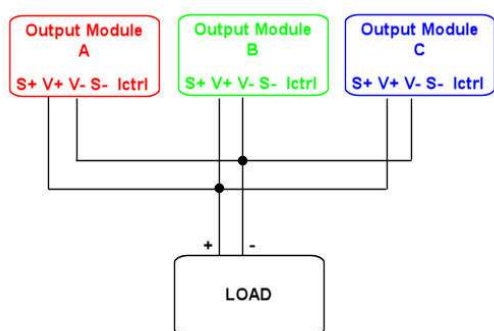 Output Module
A
S+ V+ V- S- Ictrl
Output Module
B
S+ V+ V- S- Ictrl
Output Module
C
S+ V+ V- S- Ictrl
+ -
LOAD